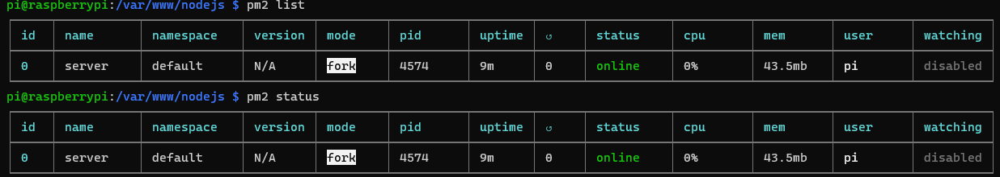 pi@raspberrypi:/var/www/nodejs $ pm2 list
id name namespace version mode pid uptime ↺ status cpu mem user watching
0 server default N/A fork 4574 9m 0 online 0% 43.5mb pi disabled
pi@raspberrypi:/var/www/nodejs $ pm2 status
id name namespace version mode pid uptime ↺ status cpu mem user watching
0 server default N/A fork 4574 9m 0 online 0% 43.5mb pi disabled